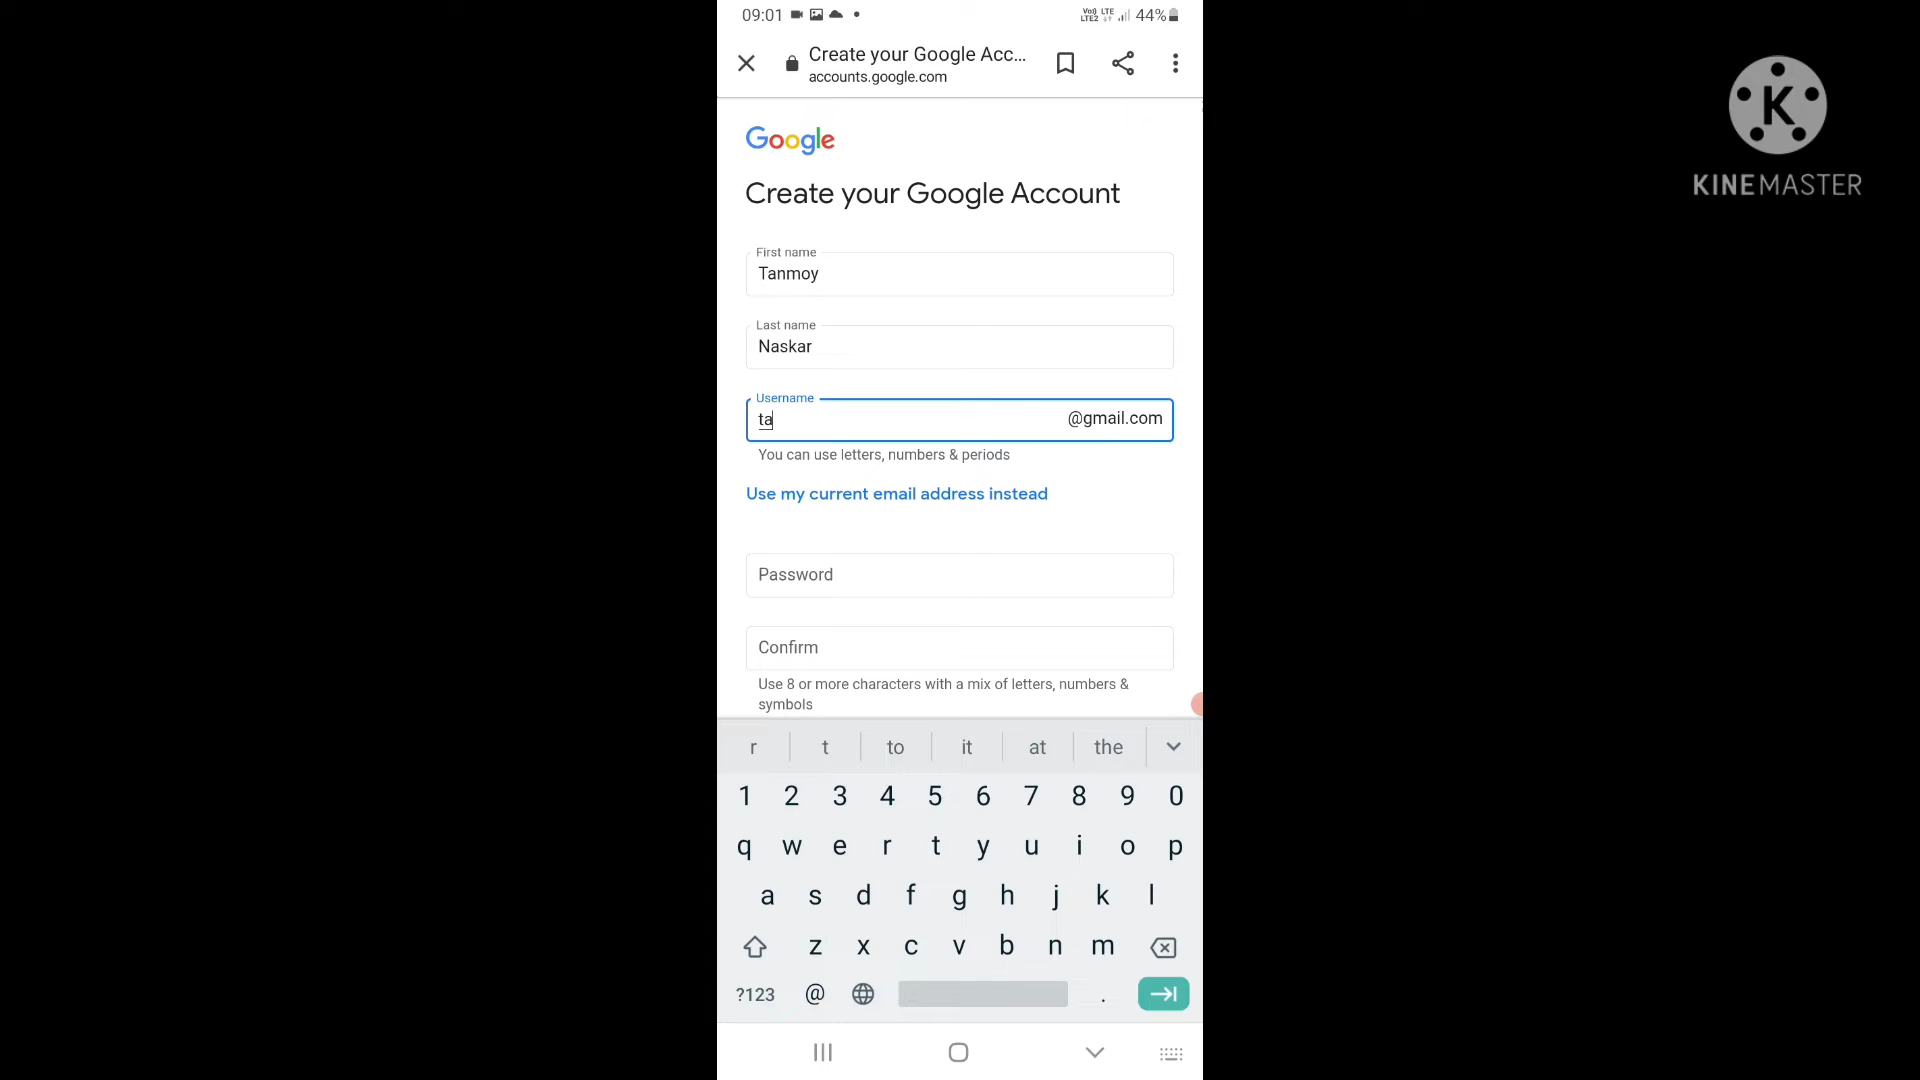 09:01
Vo)) LTE
LTE2
44%
Create your Google Acc...
accounts.google.com
Google
Create your Google Account
First name
Tanmoy
Last name
Naskar
Username
ta
@gmail.com
You can use letters, numbers & periods
Use my current email address instead
Password
Confirm
Use 8 or more characters with a mix of letters, numbers &
symbols
r t to it at the
1 2 3 4 5 6 7 8 9 0
q w e r t y u i o p
a s d f g h j k l
z x c v b n m
?123 @ .
K
KINEMASTER